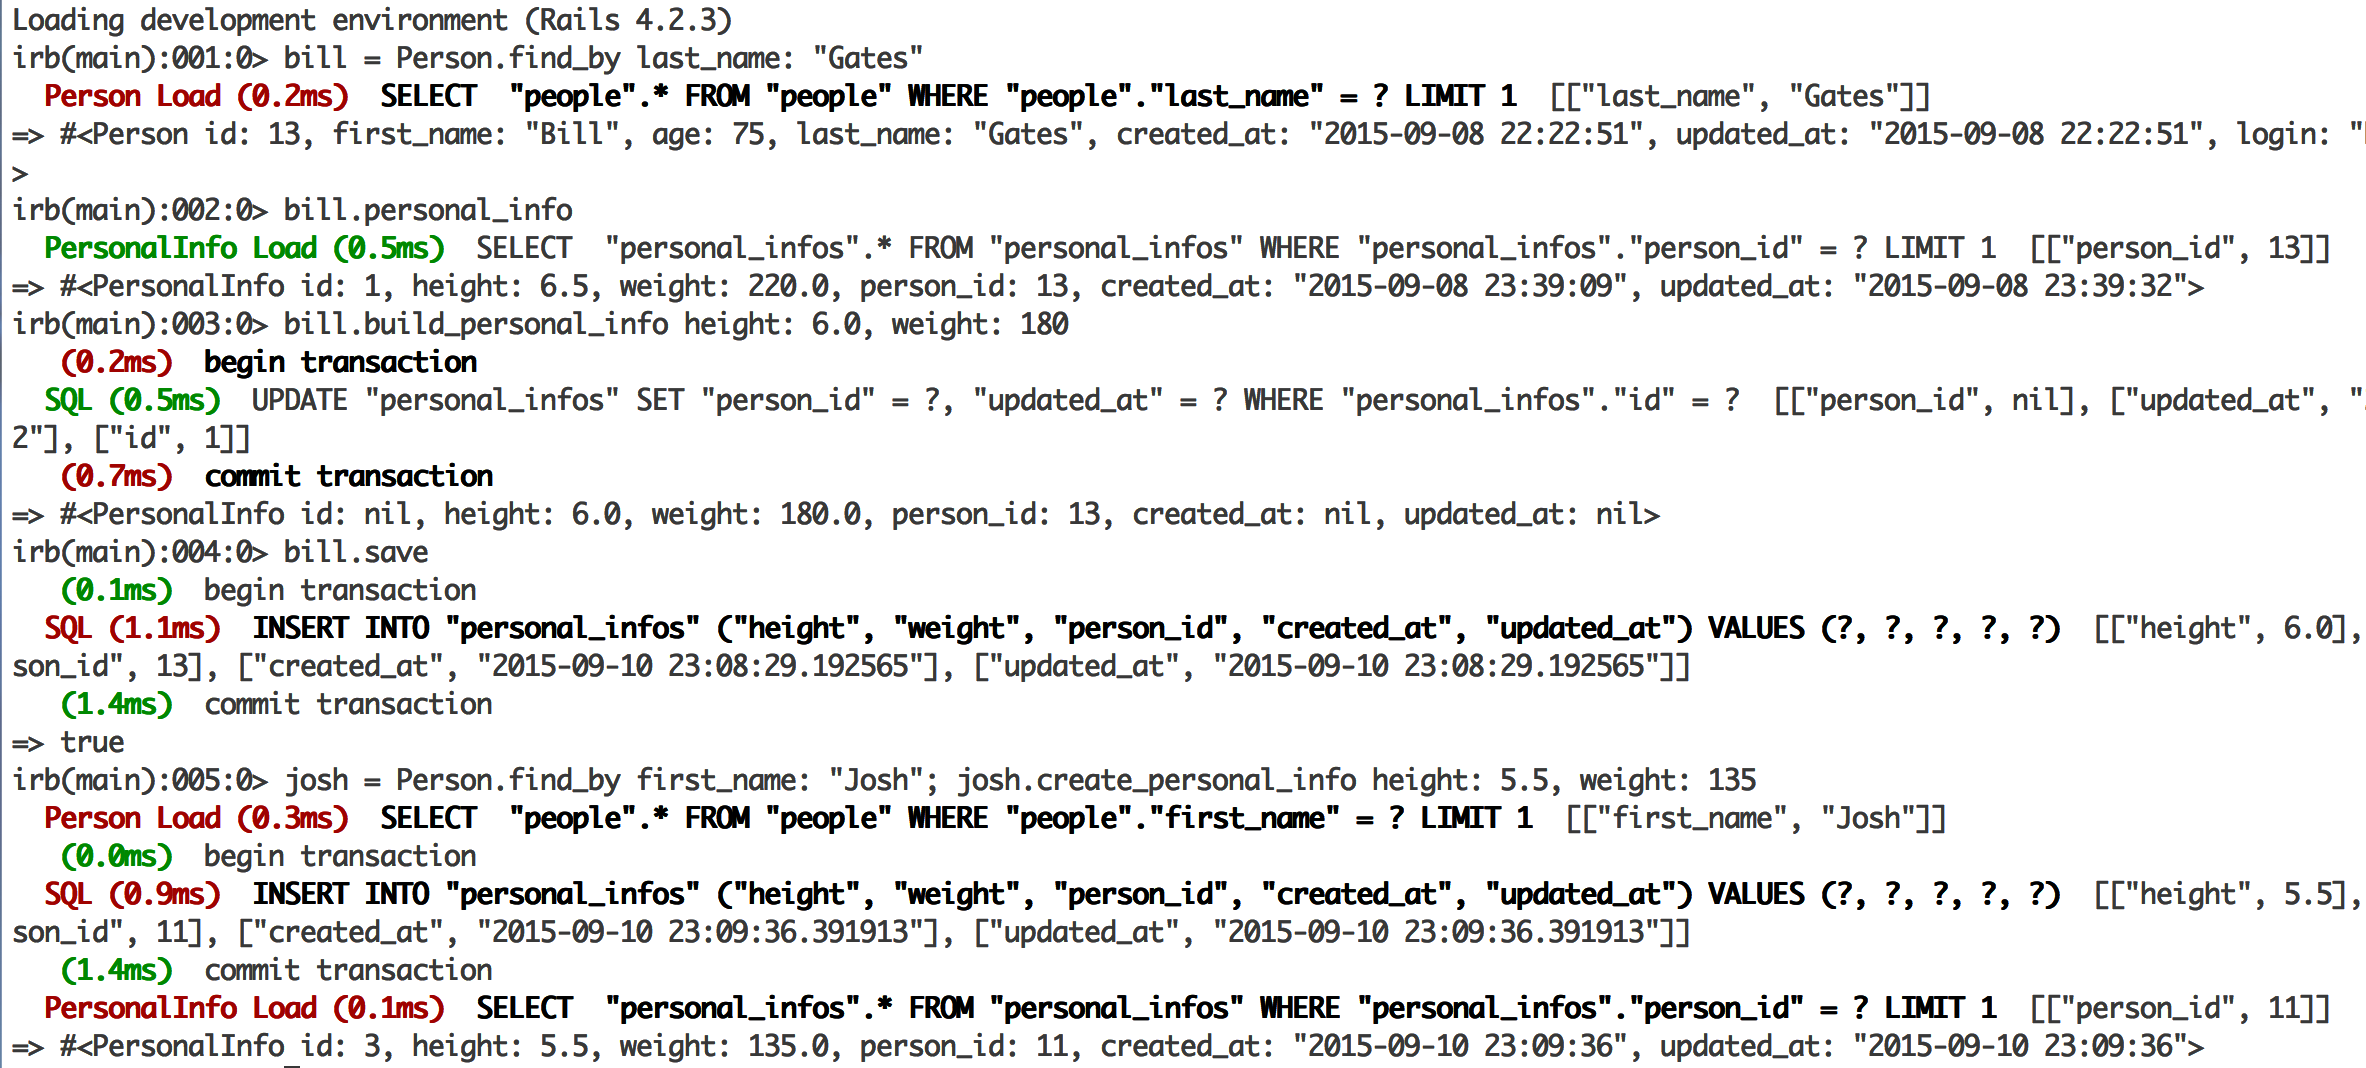 Loading development environment (Rails 4.2.3)
irb(main):001:0> bill = Person.find_by last_name: "Gates"
Person Load (0.2ms)  SELECT  "people".* FROM "people" WHERE "people"."last_name" = ? LIMIT 1  [["last_name", "Gates"]]
=> #<Person id: 13, first_name: "Bill", age: 75, last_name: "Gates", created_at: "2015-09-08 22:22:51", updated_at: "2015-09-08 22:22:51", login: "
>
irb(main):002:0> bill.personal_info
PersonalInfo Load (0.5ms)  SELECT  "personal_infos".* FROM "personal_infos" WHERE "personal_infos"."person_id" = ? LIMIT 1  [["person_id", 13]]
=> #<PersonalInfo id: 1, height: 6.5, weight: 220.0, person_id: 13, created_at: "2015-09-08 23:39:09", updated_at: "2015-09-08 23:39:32">
irb(main):003:0> bill.build_personal_info height: 6.0, weight: 180
(0.2ms)  begin transaction
SQL (0.5ms)  UPDATE "personal_infos" SET "person_id" = ?, "updated_at" = ? WHERE "personal_infos"."id" = ?  [["person_id", nil], ["updated_at", "
2"], ["id", 1]]
(0.7ms)  commit transaction
=> #<PersonalInfo id: nil, height: 6.0, weight: 180.0, person_id: 13, created_at: nil, updated_at: nil>
irb(main):004:0> bill.save
(0.1ms)  begin transaction
SQL (1.1ms)  INSERT INTO "personal_infos" ("height", "weight", "person_id", "created_at", "updated_at") VALUES (?, ?, ?, ?, ?)  [["height", 6.0],
son_id", 13], ["created_at", "2015-09-10 23:08:29.192565"], ["updated_at", "2015-09-10 23:08:29.192565"]]
(1.4ms)  commit transaction
=> true
irb(main):005:0> josh = Person.find_by first_name: "Josh"; josh.create_personal_info height: 5.5, weight: 135
Person Load (0.3ms)  SELECT  "people".* FROM "people" WHERE "people"."first_name" = ? LIMIT 1  [["first_name", "Josh"]]
(0.0ms)  begin transaction
SQL (0.9ms)  INSERT INTO "personal_infos" ("height", "weight", "person_id", "created_at", "updated_at") VALUES (?, ?, ?, ?, ?)  [["height", 5.5],
son_id", 11], ["created_at", "2015-09-10 23:09:36.391913"], ["updated_at", "2015-09-10 23:09:36.391913"]]
(1.4ms)  commit transaction
PersonalInfo Load (0.1ms)  SELECT  "personal_infos".* FROM "personal_infos" WHERE "personal_infos"."person_id" = ? LIMIT 1  [["person_id", 11]]
=> #<PersonalInfo id: 3, height: 5.5, weight: 135.0, person_id: 11, created_at: "2015-09-10 23:09:36", updated_at: "2015-09-10 23:09:36">